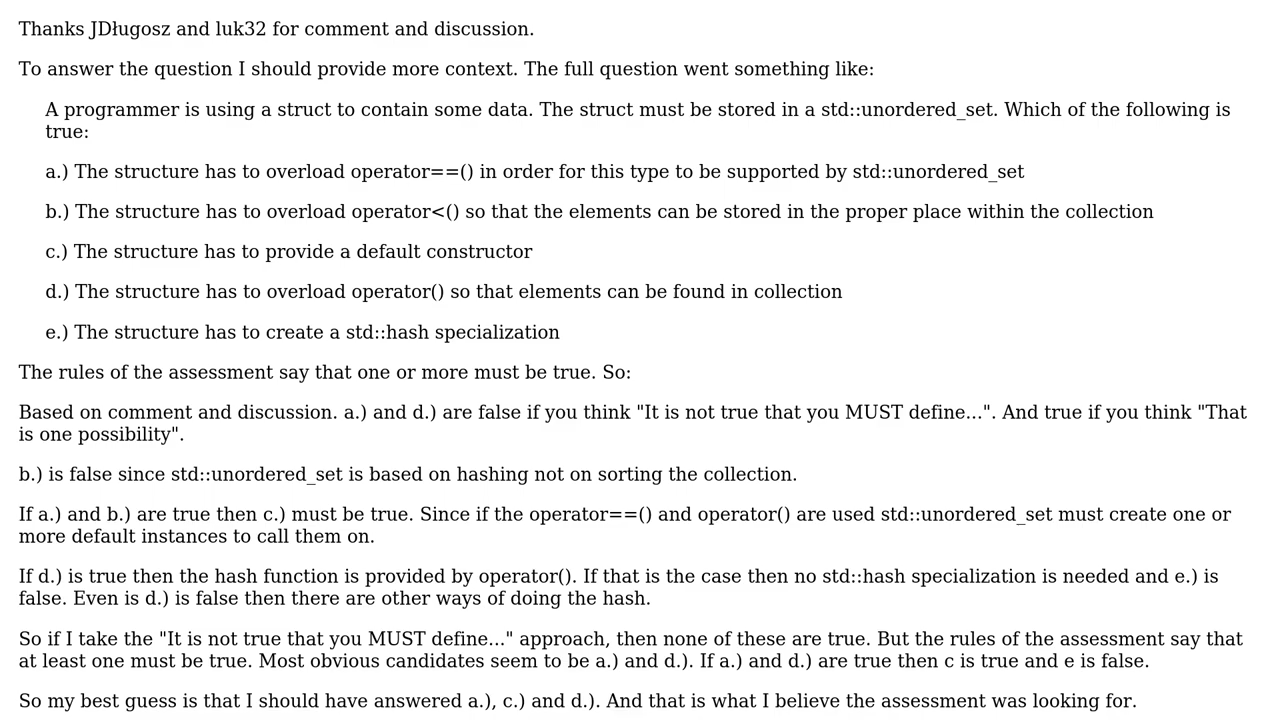 Thanks JDługosz and luk32 for comment and discussion.
To answer the question I should provide more context. The full question went something like:
A programmer is using a struct to contain some data. The struct must be stored in a std::unordered_set. Which of the following is
true:
a.) The structure has to overload operator==() in order for this type to be supported by std::unordered_set
b.) The structure has to overload operator<() so that the elements can be stored in the proper place within the collection
c.) The structure has to provide a default constructor
d.) The structure has to overload operator() so that elements can be found in collection
e.) The structure has to create a std::hash specialization
The rules of the assessment say that one or more must be true. So:
Based on comment and discussion. a.) and d.) are false if you think "It is not true that you MUST define...". And true if you think "That
is one possibility".
b.) is false since std::unordered_set is based on hashing not on sorting the collection.
If a.) and b.) are true then c.) must be true. Since if the operator==() and operator() are used std::unordered_set must create one or
more default instances to call them on.
If d.) is true then the hash function is provided by operator(). If that is the case then no std::hash specialization is needed and e.) is
false. Even is d.) is false then there are other ways of doing the hash.
So if I take the "It is not true that you MUST define..." approach, then none of these are true. But the rules of the assessment say that
at least one must be true. Most obvious candidates seem to be a.) and d.). If a.) and d.) are true then c is true and e is false.
So my best guess is that I should have answered a.), c.) and d.). And that is what I believe the assessment was looking for.